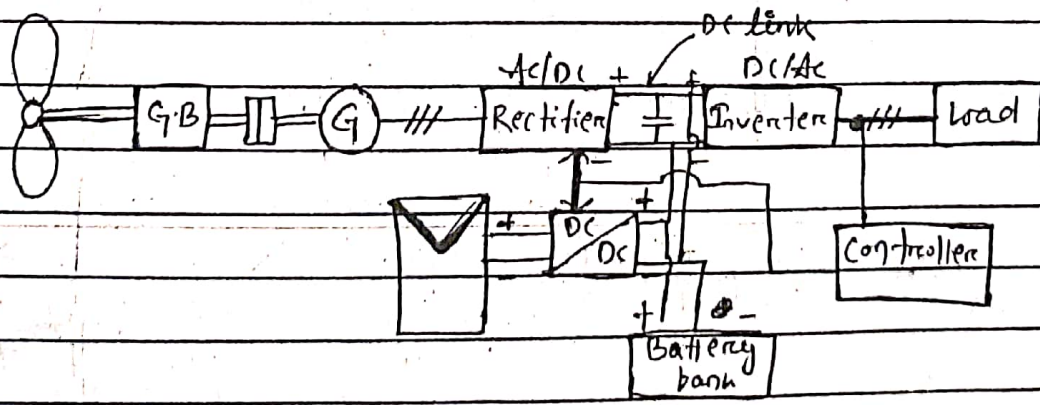 DC link
AC/DC + + DC/AC
G.B G Rectifier Inverter Load
- -
+ DC + Controller
DC
+ -
Battery
bank